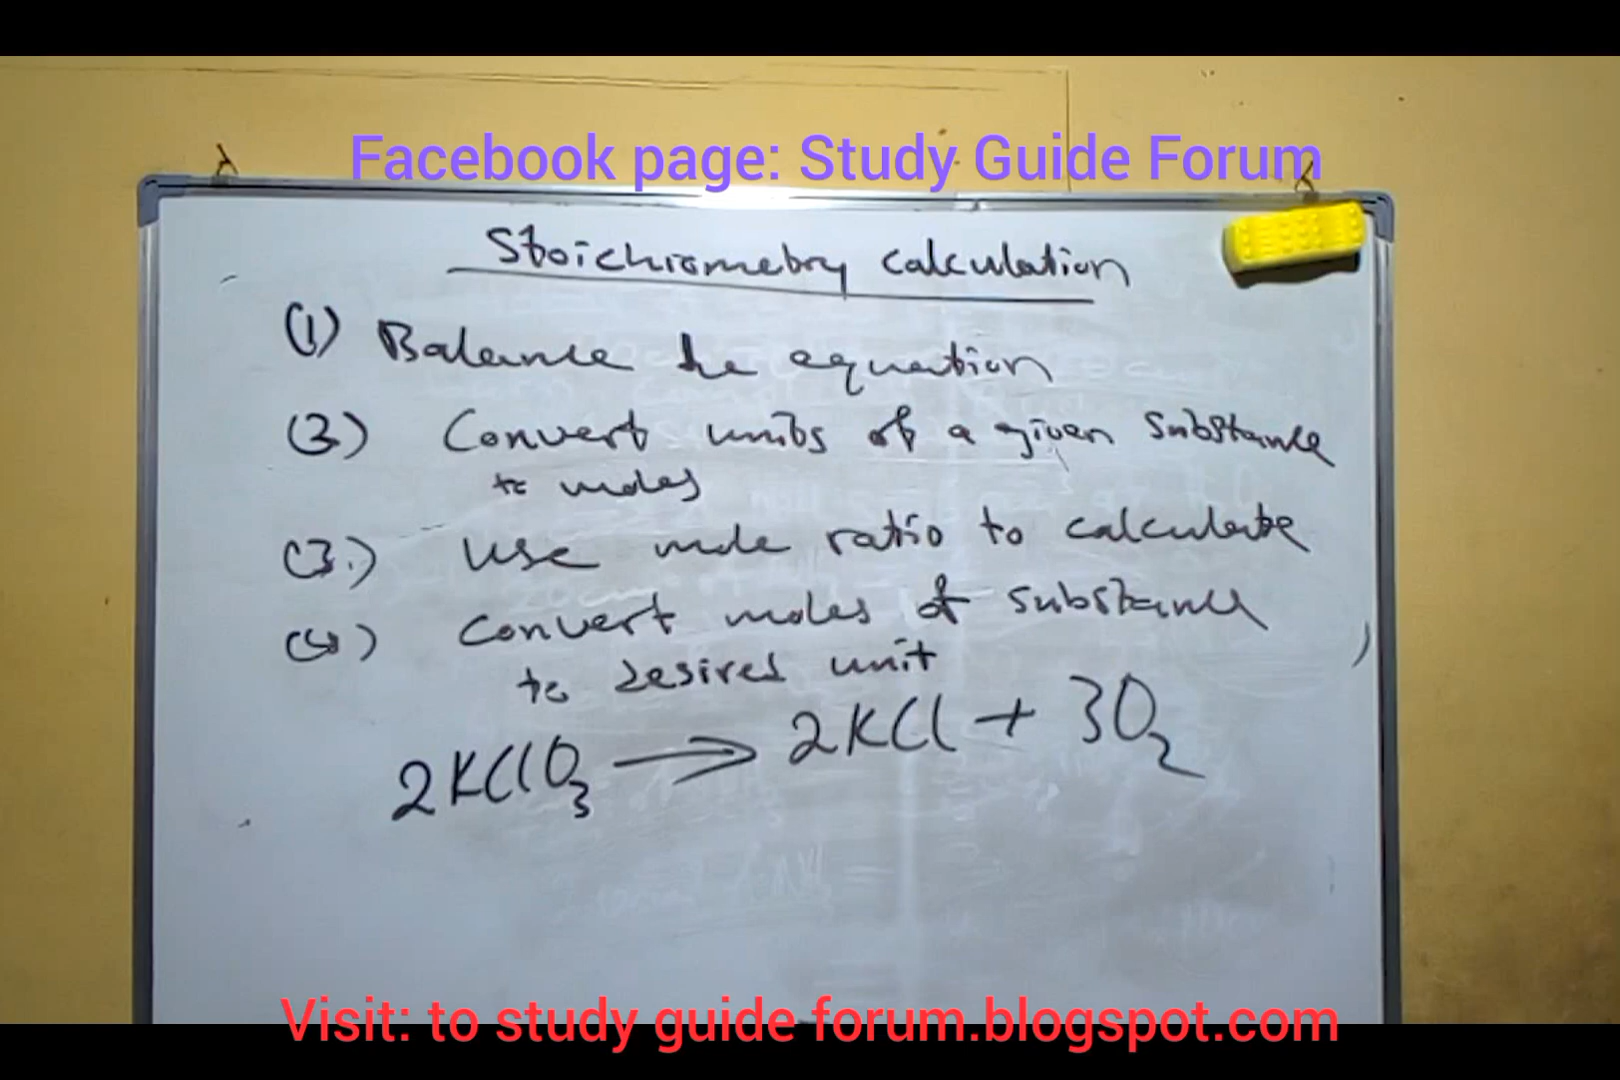 Facebook page: Study Guide Forum
Stoichiometry calculation
(1) Balance the equation
(2) Convert units of a given substance
to moles
(3.) Use mole ratio to calculate
(4) Convert moles of substance
to desired unit
2KClO₃ → 2KCl + 3O₂
Visit: to study guide forum.blogspot.com